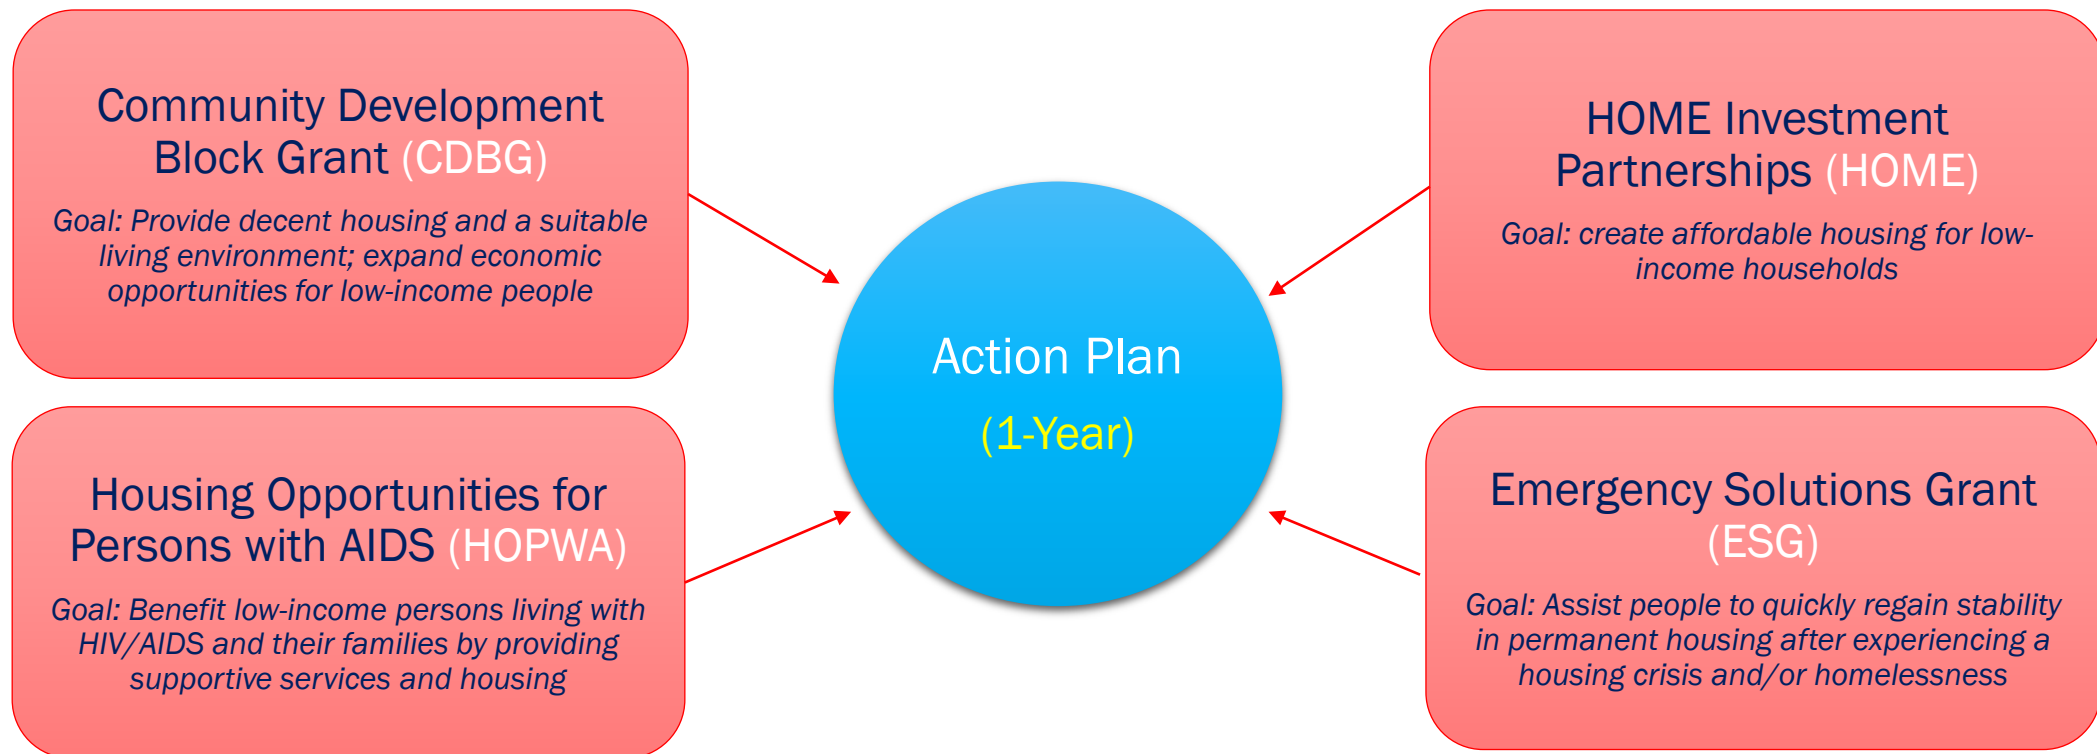 Community Development
Block Grant (CDBG)
Goal: Provide decent housing and a suitable
living environment; expand economic
opportunities for low-income people
HOME Investment
Partnerships (HOME)
Goal: create affordable housing for low-
income households
Action Plan
(1-Year)
Housing Opportunities for
Persons with AIDS (HOPWA)
Goal: Benefit low-income persons living with
HIV/AIDS and their families by providing
supportive services and housing
Emergency Solutions Grant
(ESG)
Goal: Assist people to quickly regain stability
in permanent housing after experiencing a
housing crisis and/or homelessness